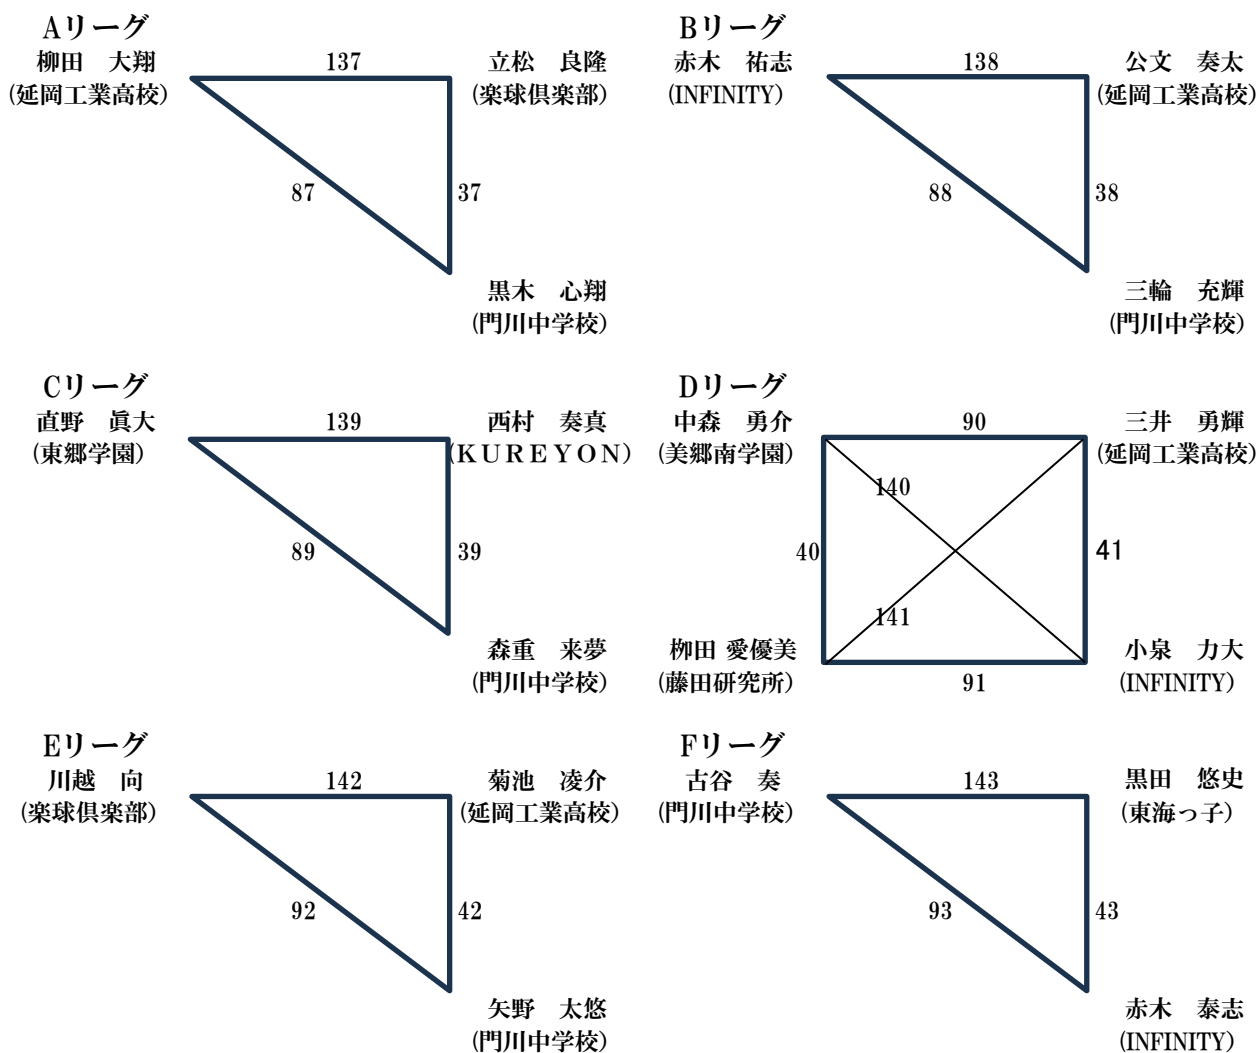 Aリーグ
柳田　大翔
(延岡工業高校)
137
立松　良隆
(楽球倶楽部)
87
37
黒木　心翔
(門川中学校)
Bリーグ
赤木　祐志
(INFINITY)
138
公文　奏太
(延岡工業高校)
88
38
三輪　充輝
(門川中学校)
Cリーグ
直野　眞大
(東郷学園)
139
西村　奏真
(ＫＵＲＥＹＯＮ)
89
39
森重　来夢
(門川中学校)
Dリーグ
中森　勇介
(美郷南学園)
90
三井　勇輝
(延岡工業高校)
140
40
41
141
栁田 愛優美
(藤田研究所)
91
小泉　力大
(INFINITY)
Eリーグ
川越　向
(楽球倶楽部)
142
菊池　凌介
(延岡工業高校)
92
42
矢野　太悠
(門川中学校)
Fリーグ
古谷　奏
(門川中学校)
143
黒田　悠史
(東海っ子)
93
43
赤木　泰志
(INFINITY)